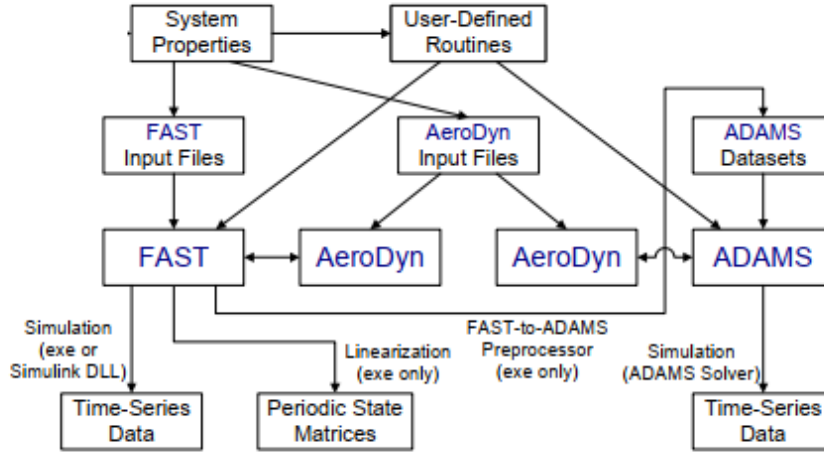 System
Properties
User-Defined
Routines
FAST
Input Files
AeroDyn
Input Files
ADAMS
Datasets
FAST
AeroDyn
AeroDyn
ADAMS
Simulation
(exe or
Simulink DLL)
Linearization
(exe only)
FAST-to-ADAMS
Preprocessor
(exe only)
Simulation
(ADAMS Solver)
Time-Series
Data
Periodic State
Matrices
Time-Series
Data